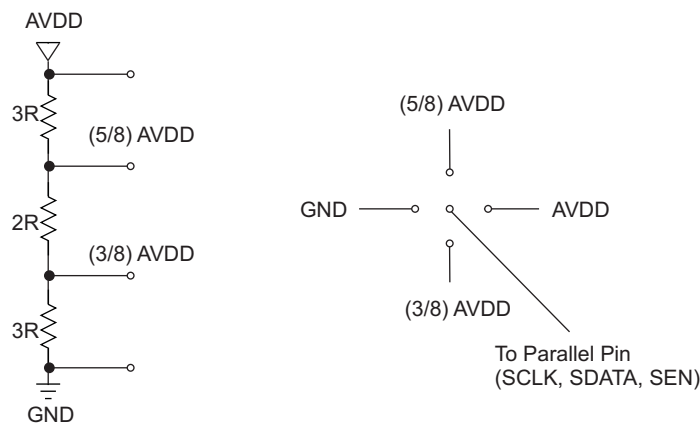 AVDD
3R
(5/8) AVDD
2R
(3/8) AVDD
3R
GND
(5/8) AVDD
GND
AVDD
(3/8) AVDD
To Parallel Pin
(SCLK, SDATA, SEN)